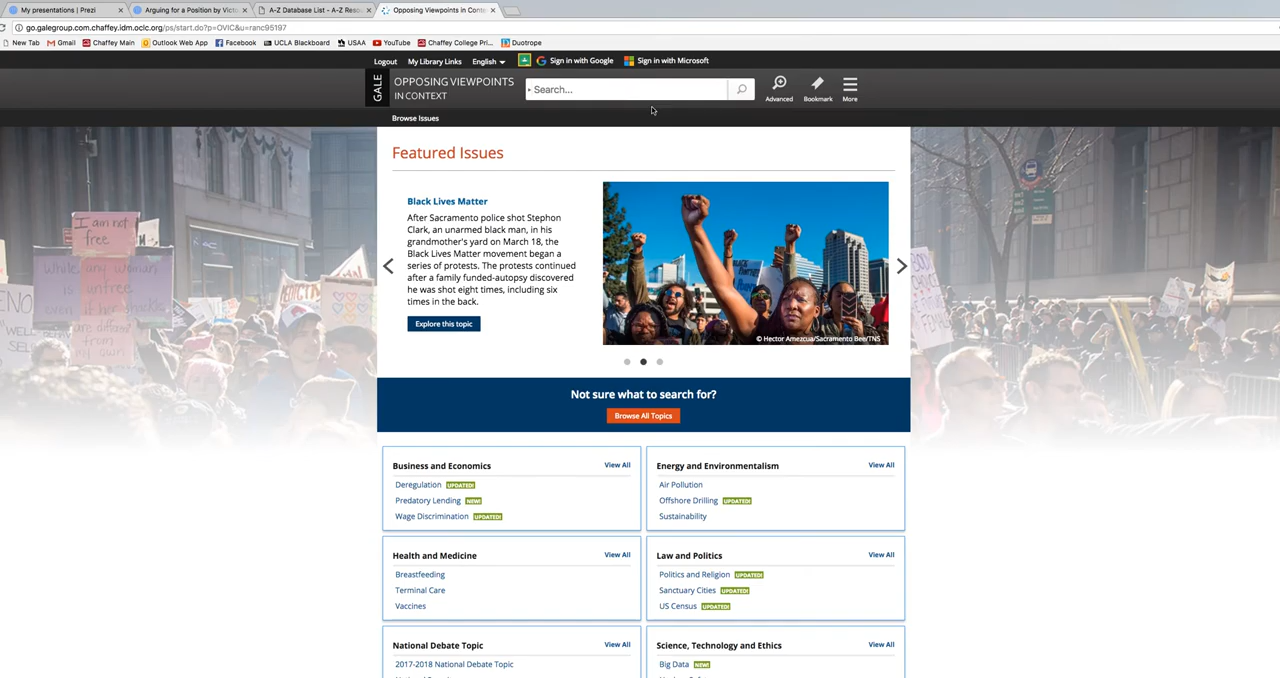 My presentations | Prezi
Arguing for a Position by Victo
A-Z Database List - A-Z Reso
Opposing Viewpoints in Conte
go.galegroup.com.chaffey.idm.oclc.org/ps/start.do?p=OVIC&u=ranc95197
New Tab Gmail Chaffey Main Outlook Web App Facebook UCLA Blackboard USAA YouTube Chaffey College Pri... Duotrope
Logout My Library Links English Sign in with Google Sign in with Microsoft
GALE
OPPOSING VIEWPOINTS
IN CONTEXT
Search...
Advanced Bookmark More
Browse Issues
Featured Issues
Black Lives Matter
After Sacramento police shot Stephon
Clark, an unarmed black man, in his
grandmother's yard on March 18, the
Black Lives Matter movement began a
series of protests. The protests continued
after a family funded-autopsy discovered
he was shot eight times, including six
times in the back.
Explore this topic
© Hector Amezcua/Sacramento Bee/TNS
I am not
free
while any woman
is unfree
Not sure what to search for?
Browse All Topics
Business and Economics View All
Deregulation UPDATED!
Predatory Lending NEW!
Wage Discrimination UPDATED!
Energy and Environmentalism View All
Air Pollution
Offshore Drilling UPDATED!
Sustainability
Health and Medicine View All
Breastfeeding
Terminal Care
Vaccines
Law and Politics View All
Politics and Religion UPDATED!
Sanctuary Cities UPDATED!
US Census UPDATED!
National Debate Topic View All
2017-2018 National Debate Topic
Science, Technology and Ethics View All
Big Data NEW!